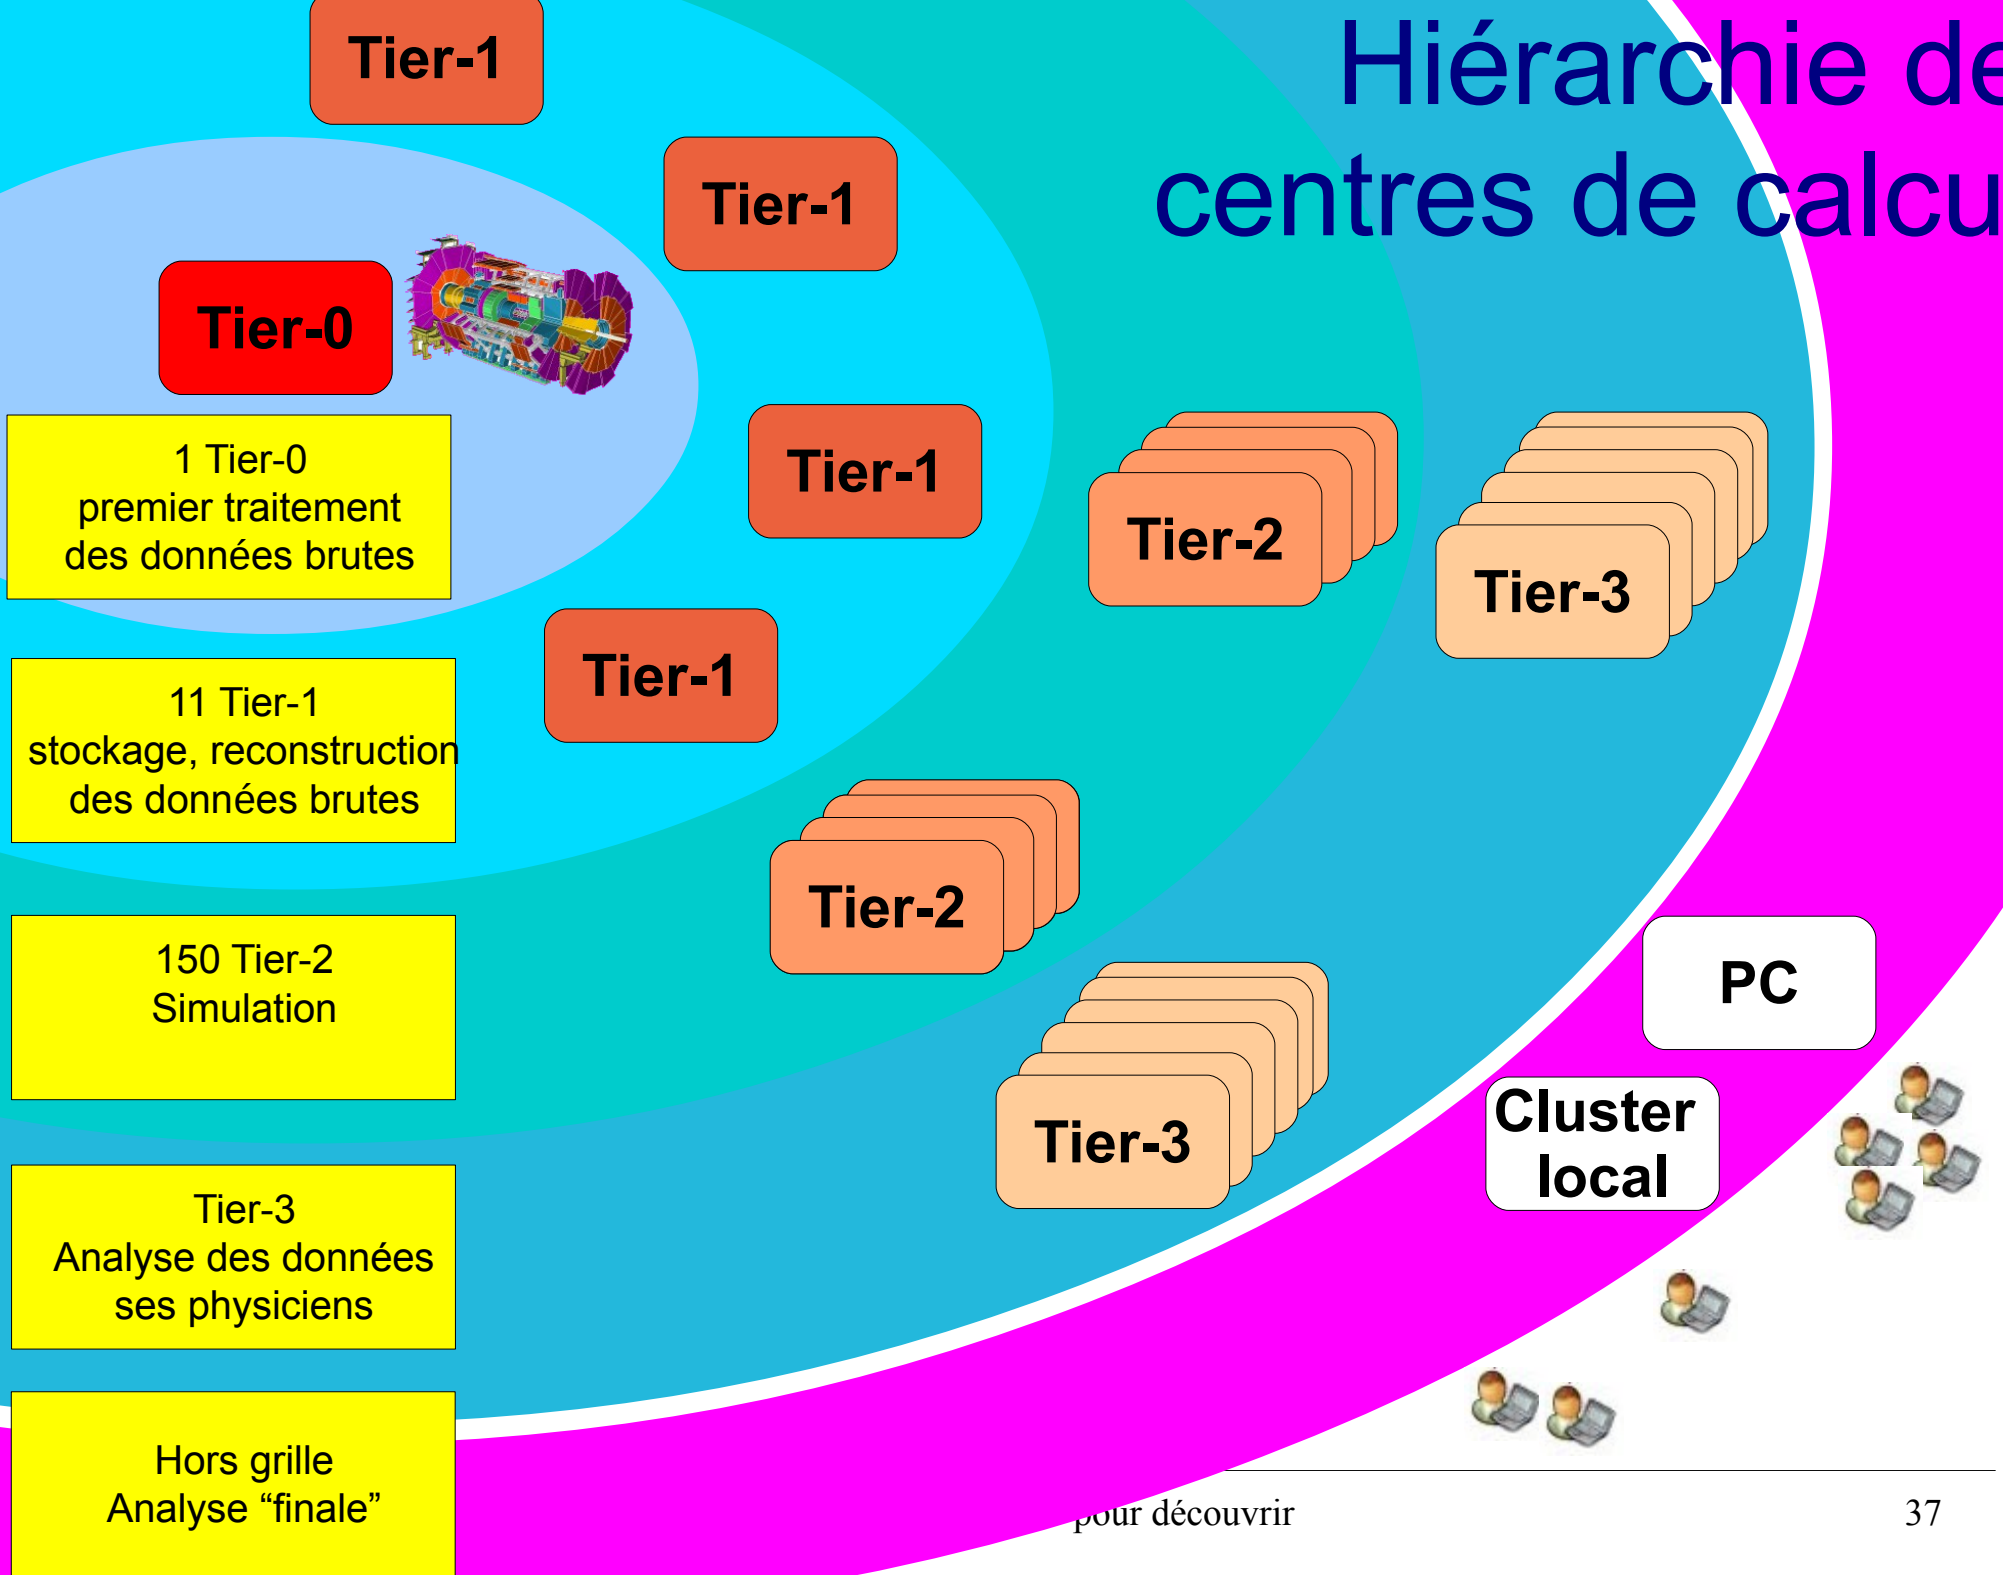 Hiérarchie de
centres de calcu
Tier-1
Tier-1
Tier-0
Tier-1
Tier-2
Tier-3
Tier-1
Tier-2
Tier-3
1 Tier-0
premier traitement
des données brutes
11 Tier-1
stockage, reconstruction
des données brutes
150 Tier-2
Simulation
Tier-3
Analyse des données
ses physiciens
Hors grille
Analyse “finale”
PC
Cluster
local
pour découvrir
37